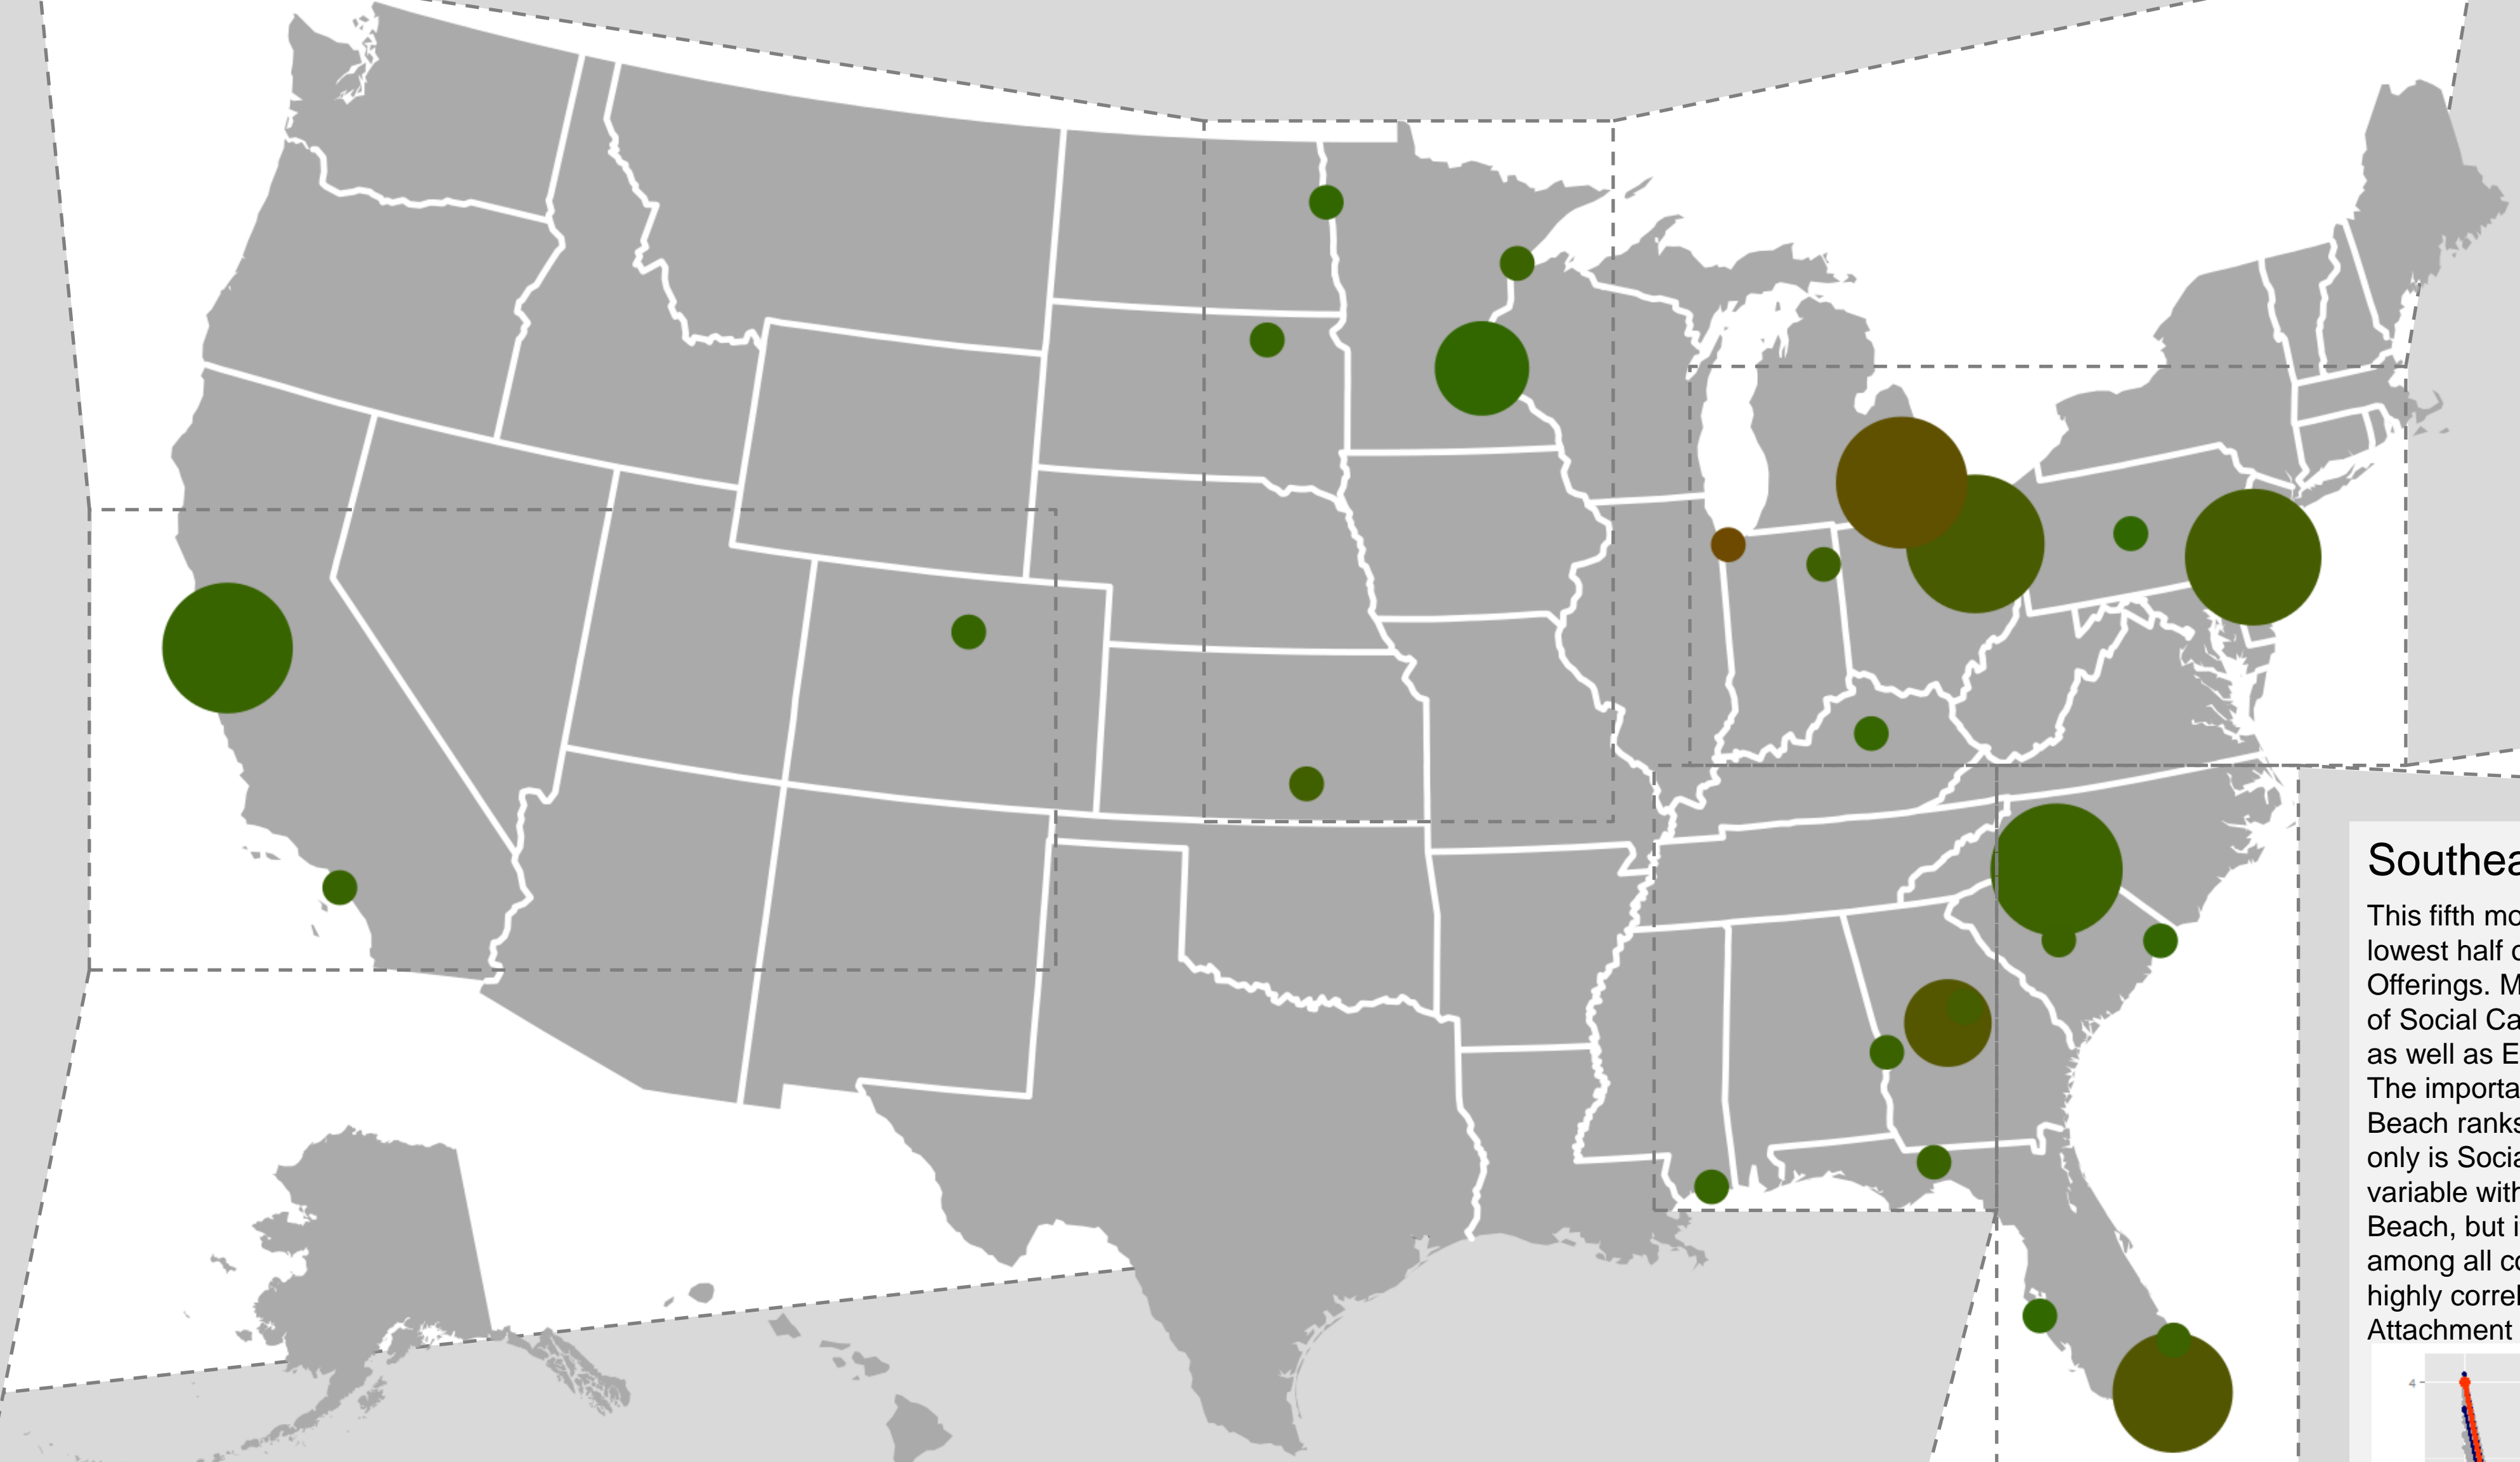 Southea
This fifth mo
lowest half o
Offerings. M
of Social Ca
as well as E
The importa
Beach ranks
only is Socia
variable with
Beach, but i
among all co
highly correl
Attachment
4